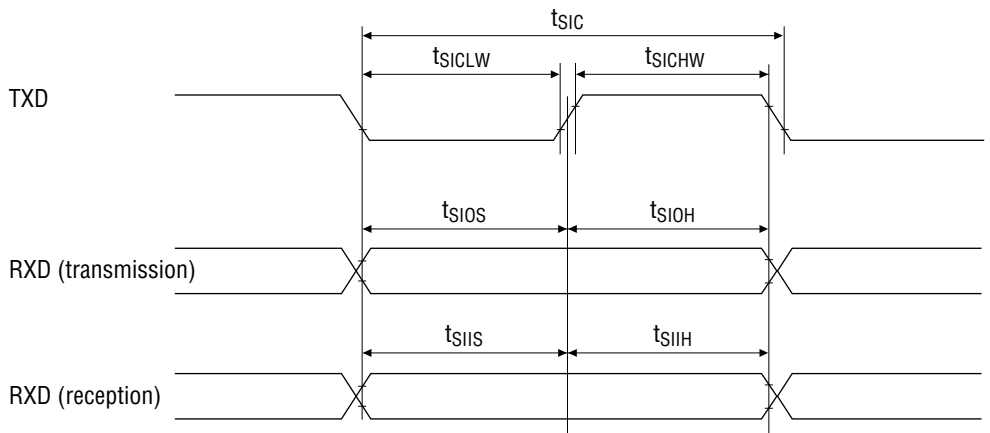 tSIC
tSICLW tSICHW
TXD
tSIOS tSIOH
RXD (transmission)
tSIIS tSIIH
RXD (reception)